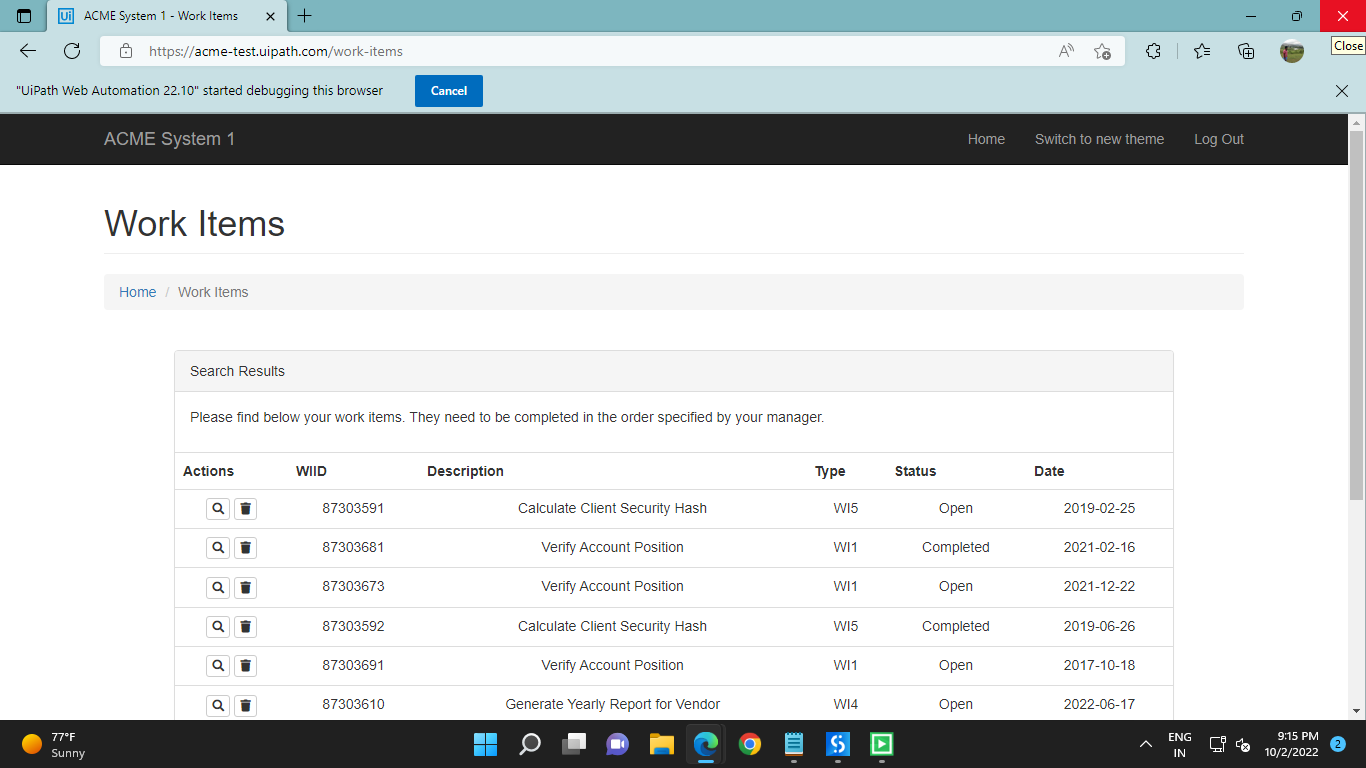 ACME System 1 - Work Items
https://acme-test.uipath.com/work-items
Close
"UiPath Web Automation 22.10" started debugging this browser Cancel
ACME System 1 Home Switch to new theme Log Out
Work Items
Home / Work Items
Search Results
Please find below your work items. They need to be completed in the order specified by your manager.
Actions WIID Description Type Status Date
87303591 Calculate Client Security Hash WI5 Open 2019-02-25
87303681 Verify Account Position WI1 Completed 2021-02-16
87303673 Verify Account Position WI1 Open 2021-12-22
87303592 Calculate Client Security Hash WI5 Completed 2019-06-26
87303691 Verify Account Position WI1 Open 2017-10-18
87303610 Generate Yearly Report for Vendor WI4 Open 2022-06-17
77°F
Sunny
ENG
IN
9:15 PM
10/2/2022
2